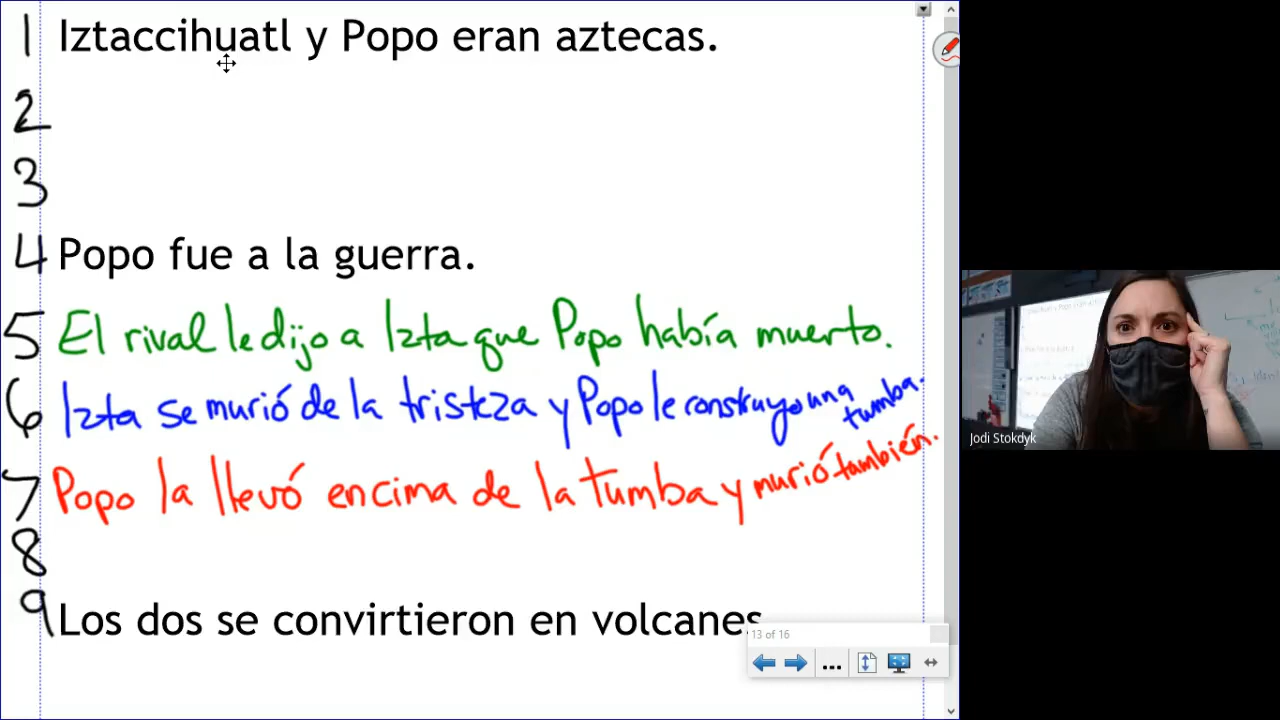 1 Iztaccihuatl y Popo eran aztecas.
2
3
4 Popo fue a la guerra.
5 El rival le dijo a Izta que Popo había muerto.
6 Izta se murió de la tristeza y Popo le construyo una tumba.
7 Popo la llevó encima de la tumba y murió también.
8
9 Los dos se convirtieron en volcanes
13 of 16
Jodi Stokdyk